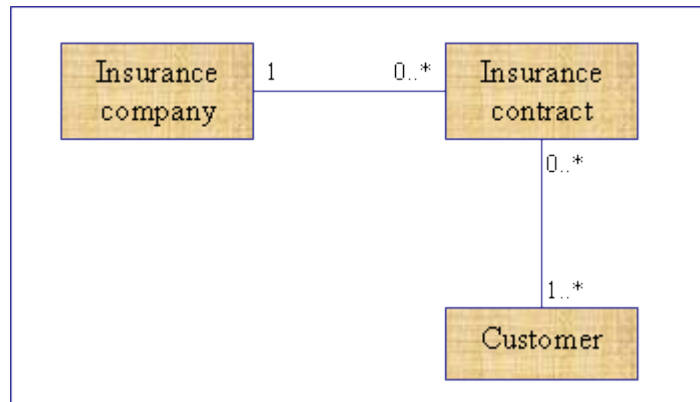 Insurance
company
1
0..*
Insurance
contract
0..*
1..*
Customer